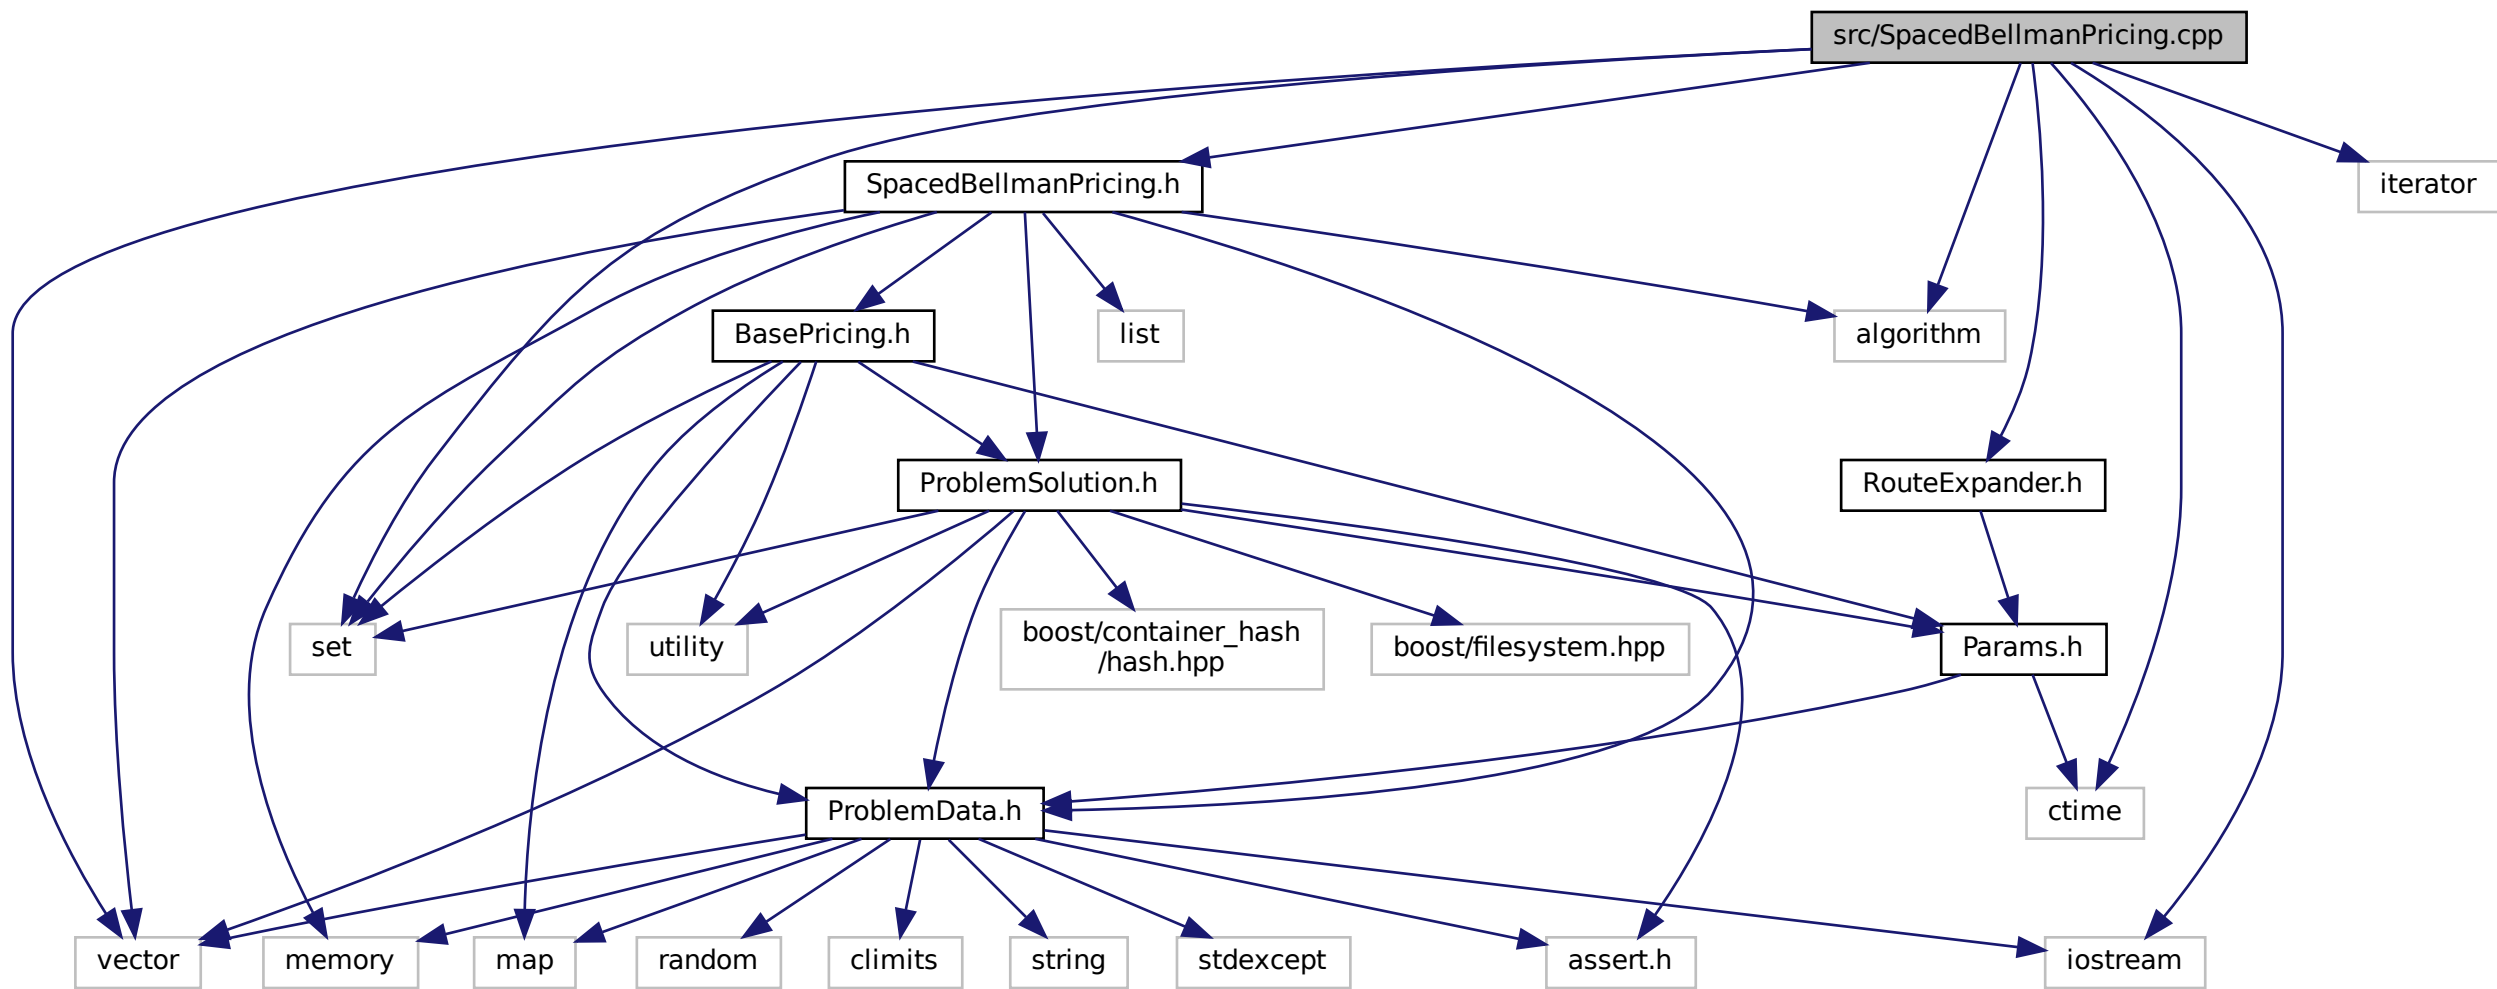 src/SpacedBellmanPricing.cpp
SpacedBellmanPricing.h
iterator
BasePricing.h
list
algorithm
ProblemSolution.h
RouteExpander.h
set
utility
boost/container_hash
/hash.hpp
boost/filesystem.hpp
Params.h
ProblemData.h
ctime
vector
memory
map
random
climits
string
stdexcept
assert.h
iostream